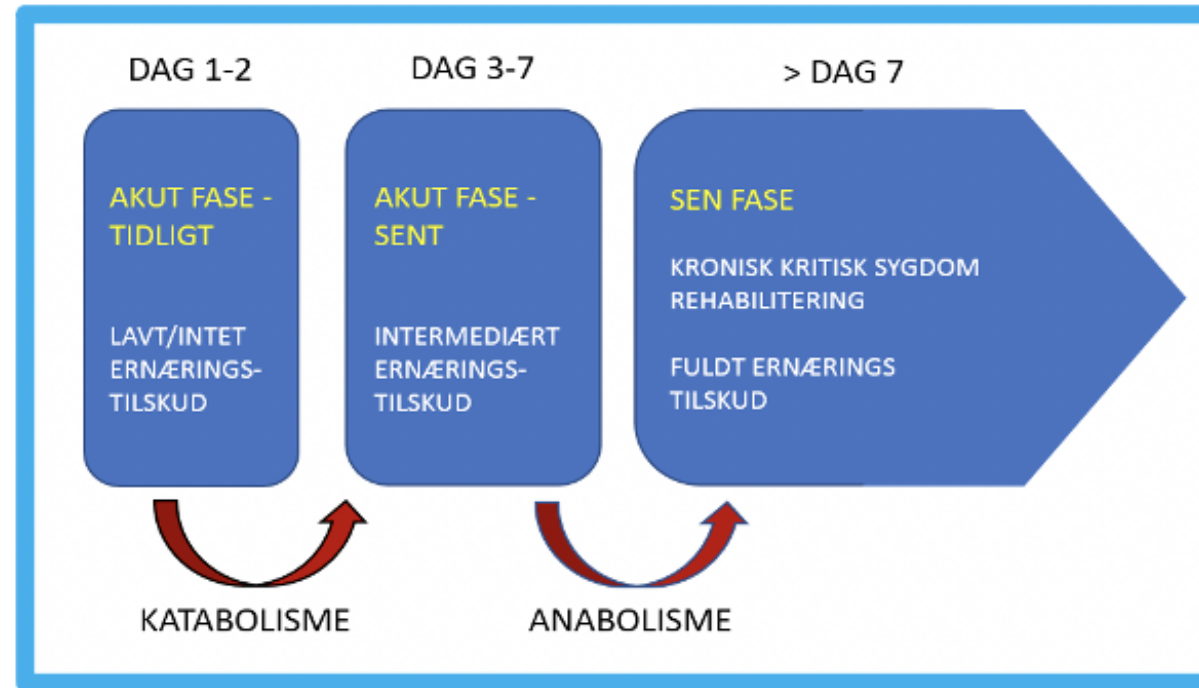 DAG 1-2
AKUT FASE -
TIDLIGT
LAVT/INTET
ERNÆRINGS-
TILSKUD
DAG 3-7
AKUT FASE -
SENT
INTERMEDIÆRT
ERNÆRINGS-
TILSKUD
> DAG 7
SEN FASE
KRONISK KRITISK SYGDOM
REHABILITERING
FULDT ERNÆRINGS
TILSKUD
KATABOLISME
ANABOLISME